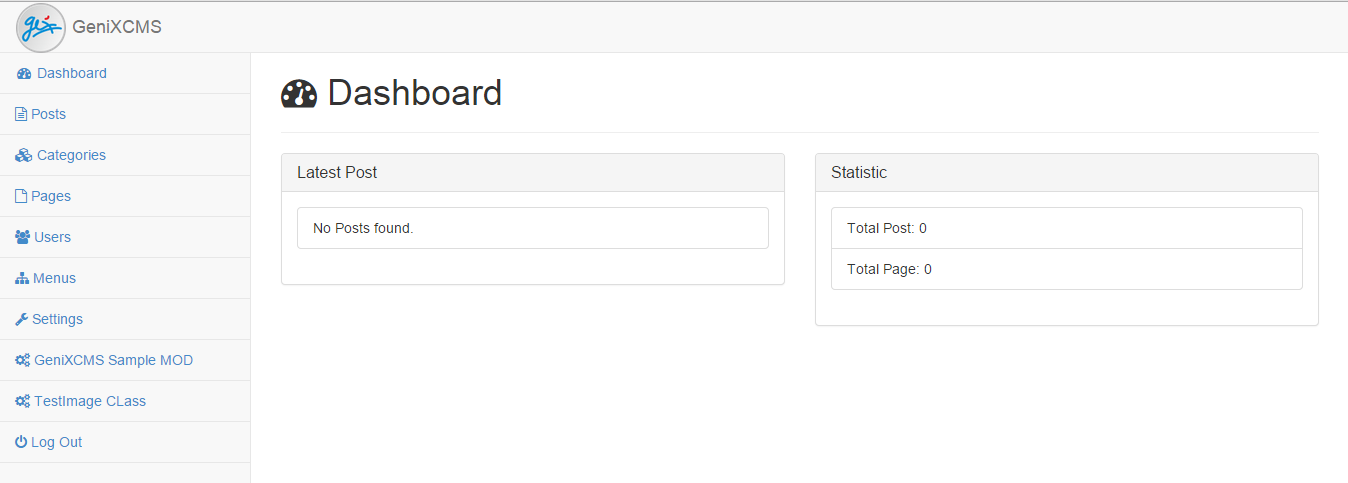 GeniXCMS
Dashboard
Posts
Categories
Pages
Users
Menus
Settings
GeniXCMS Sample MOD
TestImage CLass
Log Out
Dashboard
Latest Post
No Posts found.
Statistic
Total Post: 0
Total Page: 0